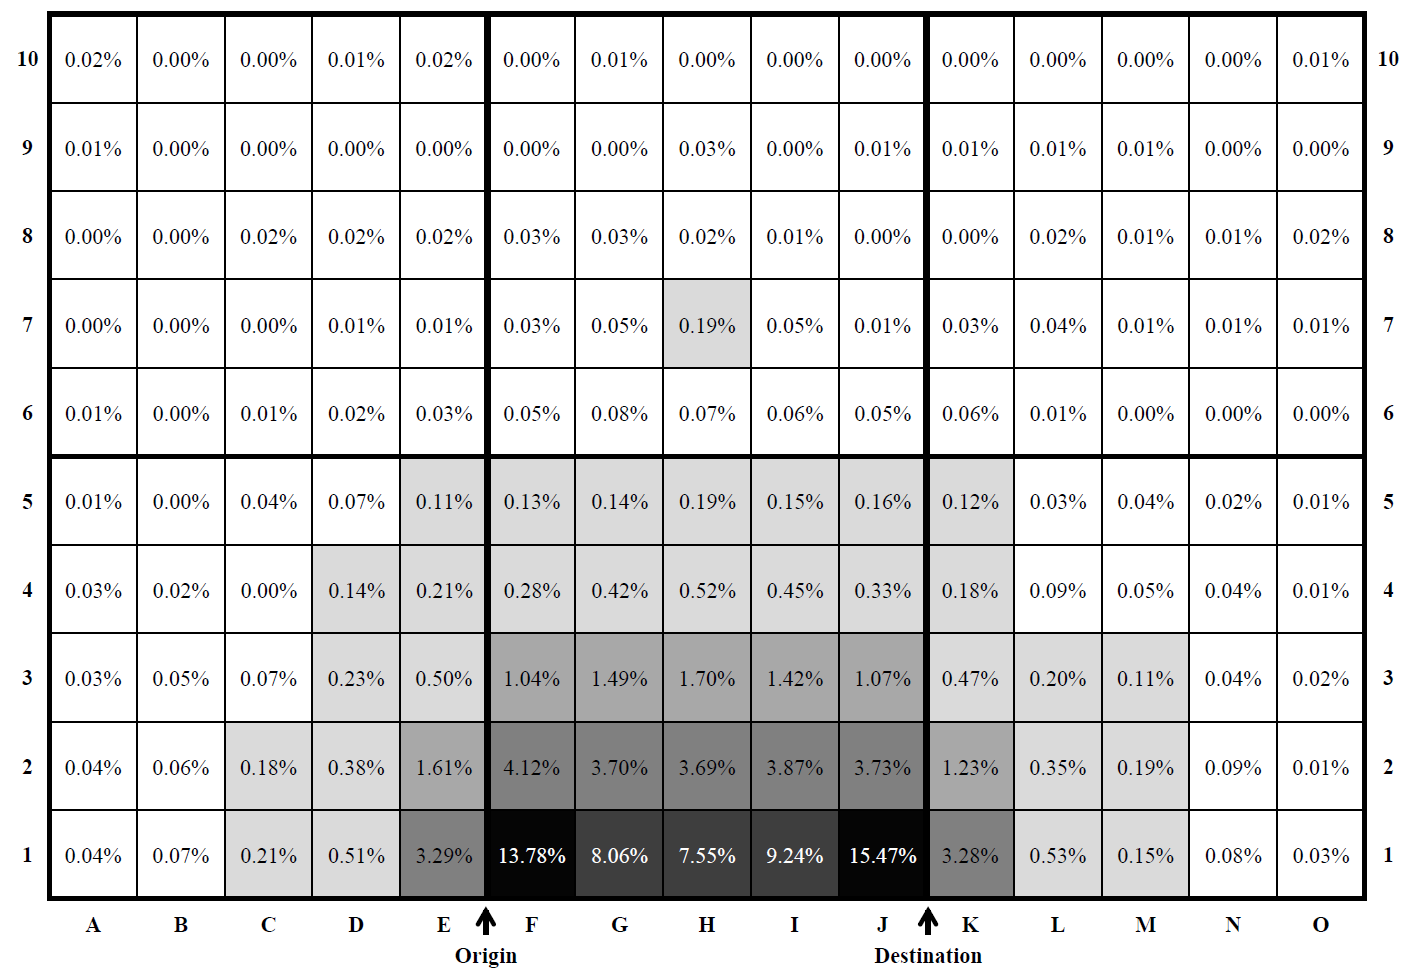 10 0.02% 0.00% 0.00% 0.01% 0.02% 0.00% 0.01% 0.00% 0.00% 0.00% 0.00% 0.00% 0.00% 0.00% 0.01% 10
9 0.01% 0.00% 0.00% 0.00% 0.00% 0.00% 0.00% 0.03% 0.00% 0.01% 0.01% 0.01% 0.01% 0.00% 0.00% 9
8 0.00% 0.00% 0.02% 0.02% 0.02% 0.03% 0.03% 0.02% 0.01% 0.00% 0.00% 0.02% 0.01% 0.01% 0.02% 8
7 0.00% 0.00% 0.00% 0.01% 0.01% 0.03% 0.05% 0.19% 0.05% 0.01% 0.03% 0.04% 0.01% 0.01% 0.01% 7
6 0.01% 0.00% 0.01% 0.02% 0.03% 0.05% 0.08% 0.07% 0.06% 0.05% 0.06% 0.01% 0.00% 0.00% 0.00% 6
5 0.01% 0.00% 0.04% 0.07% 0.11% 0.13% 0.14% 0.19% 0.15% 0.16% 0.12% 0.03% 0.04% 0.02% 0.01% 5
4 0.03% 0.02% 0.00% 0.14% 0.21% 0.28% 0.42% 0.52% 0.45% 0.33% 0.18% 0.09% 0.05% 0.04% 0.01% 4
3 0.03% 0.05% 0.07% 0.23% 0.50% 1.04% 1.49% 1.70% 1.42% 1.07% 0.47% 0.20% 0.11% 0.04% 0.02% 3
2 0.04% 0.06% 0.18% 0.38% 1.61% 4.12% 3.70% 3.69% 3.87% 3.73% 1.23% 0.35% 0.19% 0.09% 0.01% 2
1 0.04% 0.07% 0.21% 0.51% 3.29% 13.78% 8.06% 7.55% 9.24% 15.47% 3.28% 0.53% 0.15% 0.08% 0.03% 1
A B C D E F G H I J K L M N O
Origin Destination